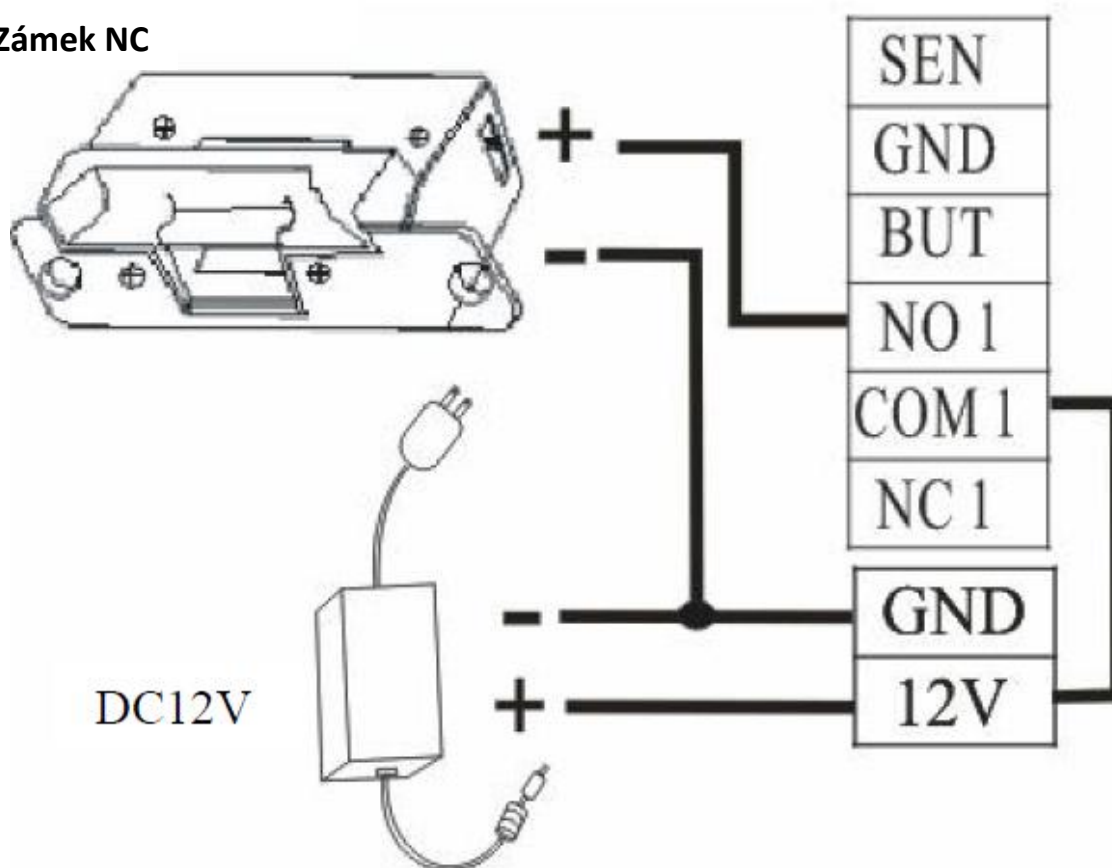 Zámek NC
SEN
GND
BUT
NO 1
COM 1
NC 1
GND
12V
DC12V
+
-
-
+